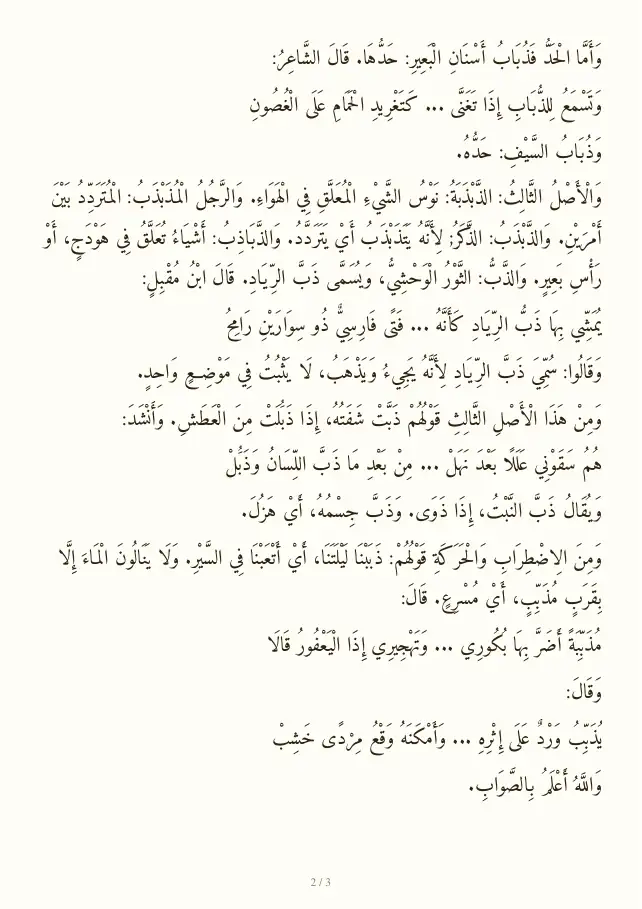 وَأَمَّا الْحَدُّ فَذُبَابُ أَسْنَانِ الْبَعِيرِ: حَدُّهَا. قَالَ الشَّاعِرُ:
وَتَسْمَعُ لِلذُّبَابِ إِذَا تَغَنَّى ... كَتَغْرِيدِ الْحَمَامِ عَلَى الْغُصُونِ
وَذُبَابُ السَّيْفِ: حَدُّهُ.
وَالْأَصْلُ الثَّالِثُ: الذَّبْذَبَةُ: نَوْسُ الشَّيْءِ الْمُعَلَّقِ فِي الْهَوَاءِ. وَالرَّجُلُ الْمُذَبْذَبُ: الْمُتَرَدِّدُ بَيْنَ
أَمْرَيْنِ. وَالذَّبْذَبُ: الذَّكَرُ; لِأَنَّهُ يَتَذَبْذَبُ أَيْ يَتَرَدَّدُ. وَالذَّبَاذِبُ: أَشْيَاءُ تُعَلَّقُ فِي هَوْدَجٍ، أَوْ
رَأْسِ بَعِيرٍ. وَالذَّبُّ: الثَّوْرُ الْوَحْشِيُّ، وَيُسَمَّى ذَبَّ الرِّيَادِ. قَالَ ابْنُ مُقْبِلٍ:
يُمَشِّي بِهَا ذَبُّ الرِّيَادِ كَأَنَّهُ ... فَتًى فَارِسِيٌّ ذُو سِوَارَيْنِ رَامِحُ
وَقَالُوا: سُمِّيَ ذَبَّ الرِّيَادِ لِأَنَّهُ يَجِيءُ وَيَذْهَبُ، لَا يَثْبُتُ فِي مَوْضِعٍ وَاحِدٍ.
وَمِنْ هَذَا الْأَصْلِ الثَّالِثِ قَوْلُهُمْ ذَبَّتْ شَفَتُهُ، إِذَا ذَبُلَتْ مِنَ الْعَطَشِ. وَأَنْشَدَ:
هُمُ سَقَوْنِي عَلَلًا بَعْدَ نَهَلْ ... مِنْ بَعْدِ مَا ذَبَّ اللِّسَانُ وَذَبُلْ
وَيُقَالُ ذَبَّ النَّبْتُ، إِذَا ذَوَى. وَذَبَّ جِسْمُهُ، أَيْ هَزُلَ.
وَمِنَ الِاضْطِرَابِ وَالْحَرَكَةِ قَوْلُهُمْ: ذَبَبْنَا لَيْلَتَنَا، أَيْ أَتْعَبْنَا فِي السَّيْرِ. وَلَا يَنَالُونَ الْمَاءَ إِلَّا
بِقَرَبٍ مُذَبِّبٍ، أَيْ مُسْرِعٍ. قَالَ:
مُذَبِّبَةً أَضَرَّ بِهَا بُكُورِي ... وَتَهْجِيرِي إِذَا الْيَعْفُورُ قَالَا
وَقَالَ:
يُذَبِّبُ وَرْدٌ عَلَى إِثْرِهِ ... وَأَمْكَنَهُ وَقْعُ مِرْدًى خَشِبْ
وَاللَّهُ أَعْلَمُ بِالصَّوَابِ.
2 / 3